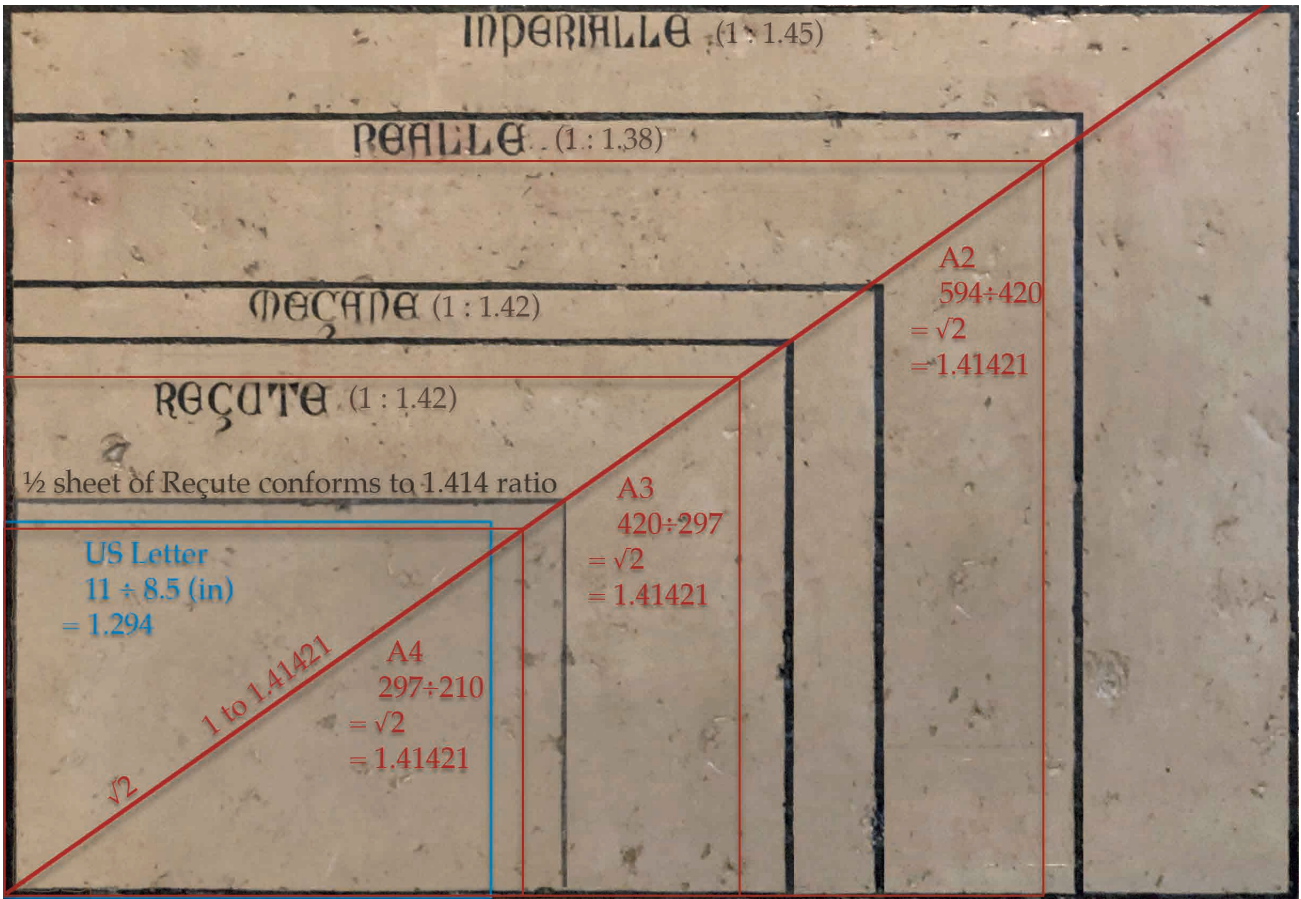 INPERIALLE (1 : 1.45)
REALLE (1 : 1.38)
MEÇANE (1 : 1.42)
REÇUTE (1 : 1.42)
½ sheet of Reçute conforms to 1.414 ratio
A2
594÷420
= √2
= 1.41421
A3
420÷297
= √2
= 1.41421
US Letter
11 ÷ 8.5 (in)
= 1.294
A4
297÷210
= √2
= 1.41421
1 to 1.41421
√2